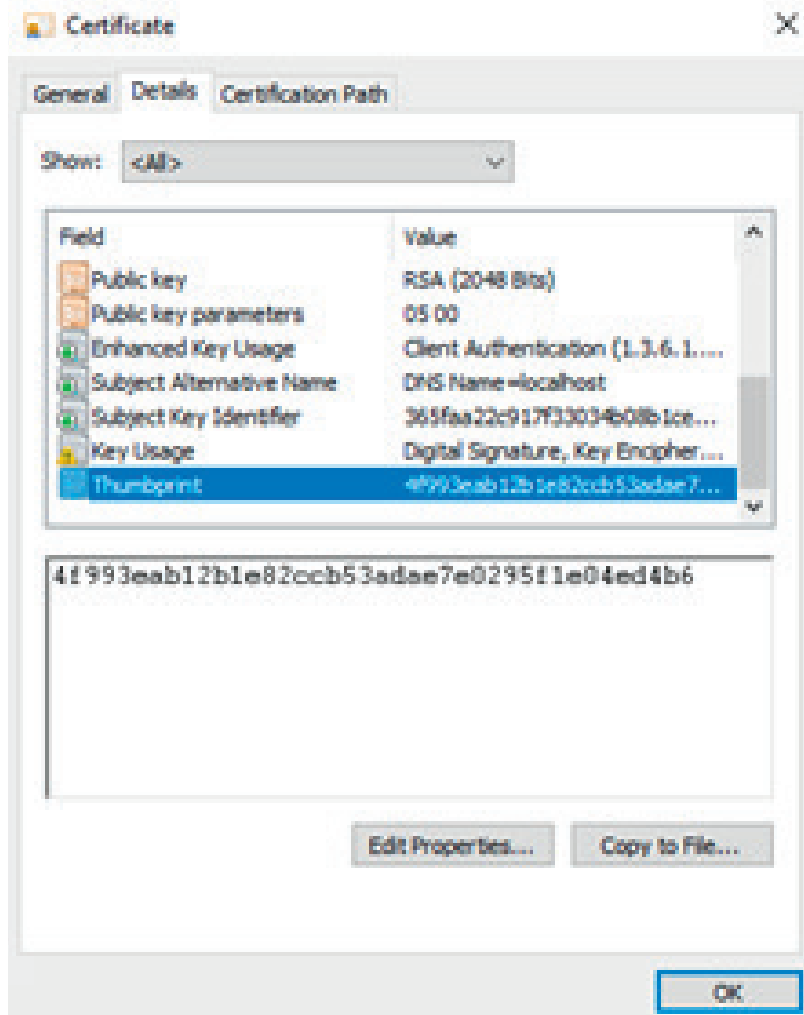 Certificate
General Details Certification Path
Show: <All>
Field Value
Public key RSA (2048 Bits)
Public key parameters 05 00
Enhanced Key Usage Client Authentication (1.3.6.1....
Subject Alternative Name DNS Name=localhost
Subject Key Identifier 365faa22c917f33034b08b1ce...
Key Usage Digital Signature, Key Encipher...
Thumbprint 4f993eab12b1e82ccb53adae7...
4f993eab12b1e82ccb53adae7e0295f1e04ed4b6
Edit Properties... Copy to File...
OK